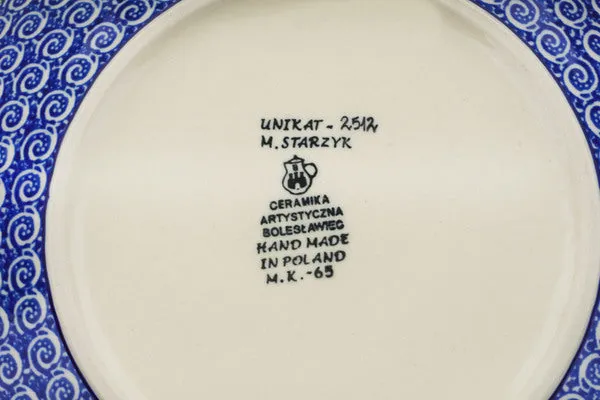 UNIKAT - 2512
M. STARZYK
CERAMIKA
ARTYSTYCZNA
BOLESŁAWIEC
HAND MADE
IN POLAND
M.K. - 65